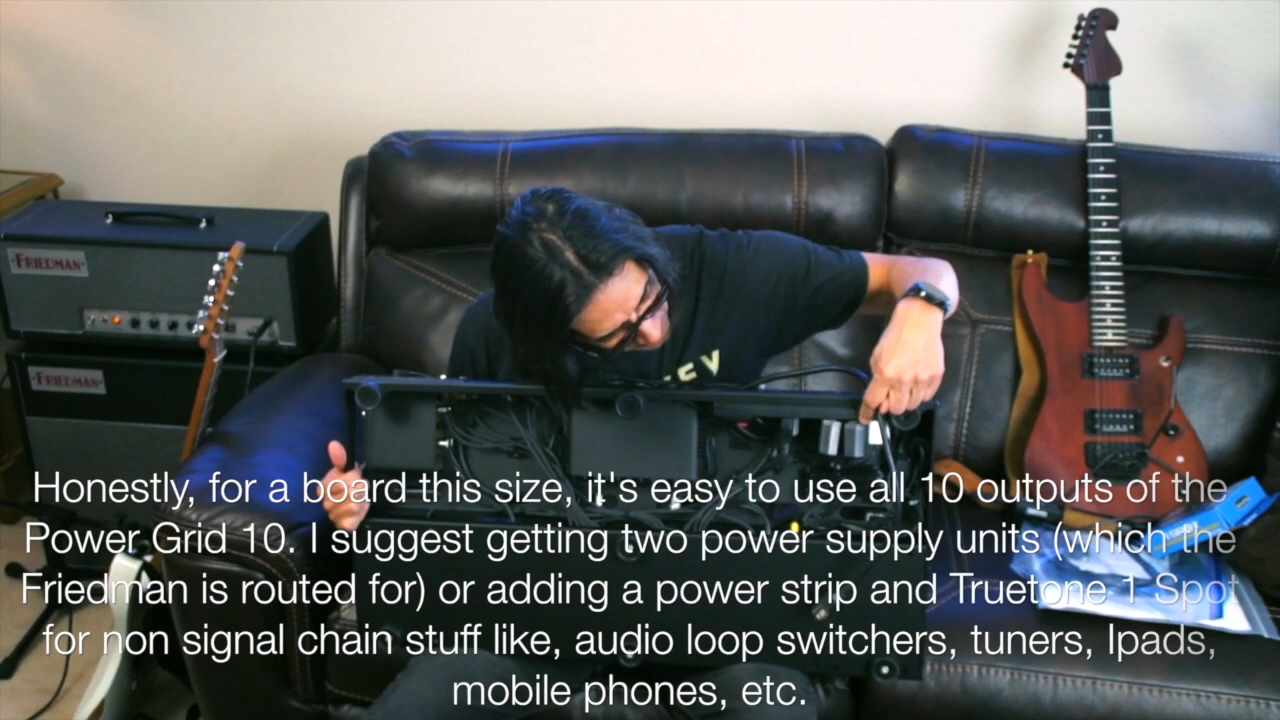 FRIEDMAN
FRIEDMAN
Honestly, for a board this size, it's easy to use all 10 outputs of the
Power Grid 10. I suggest getting two power supply units (which the
Friedman is routed for) or adding a power strip and Truetone 1 Spot
for non signal chain stuff like, audio loop switchers, tuners, Ipads,
mobile phones, etc.